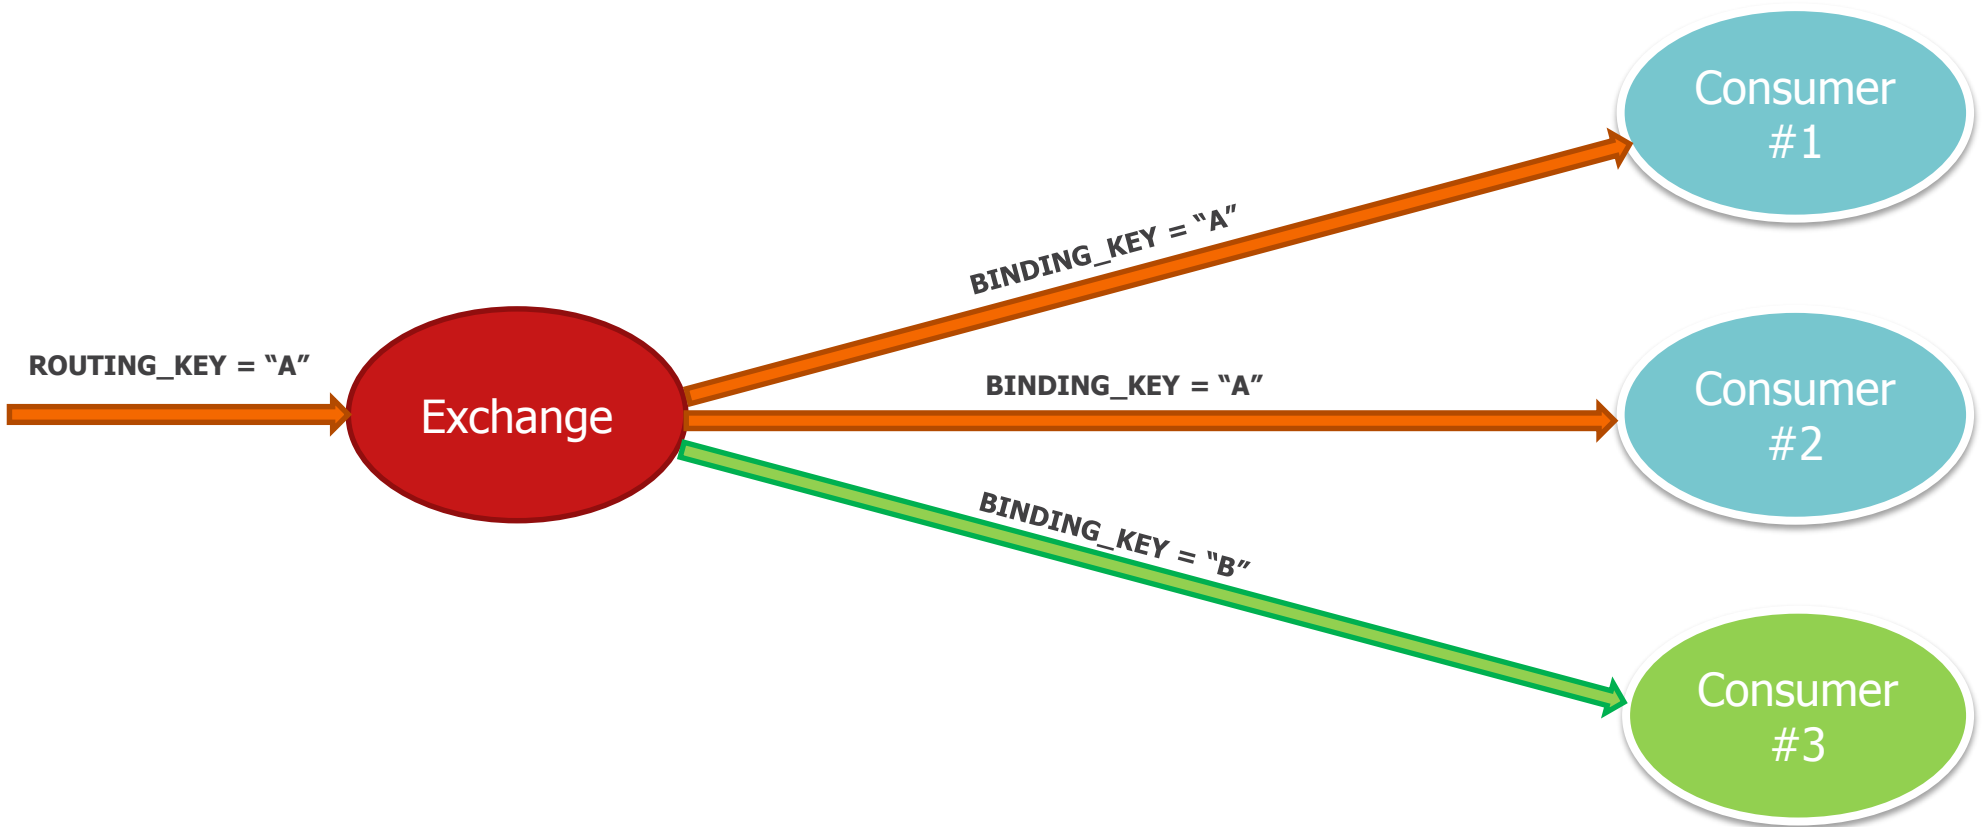 Consumer
#1
BINDING_KEY = “A”
ROUTING_KEY = “A”
Exchange
BINDING_KEY = “A”
Consumer
#2
BINDING_KEY = “B”
Consumer
#3